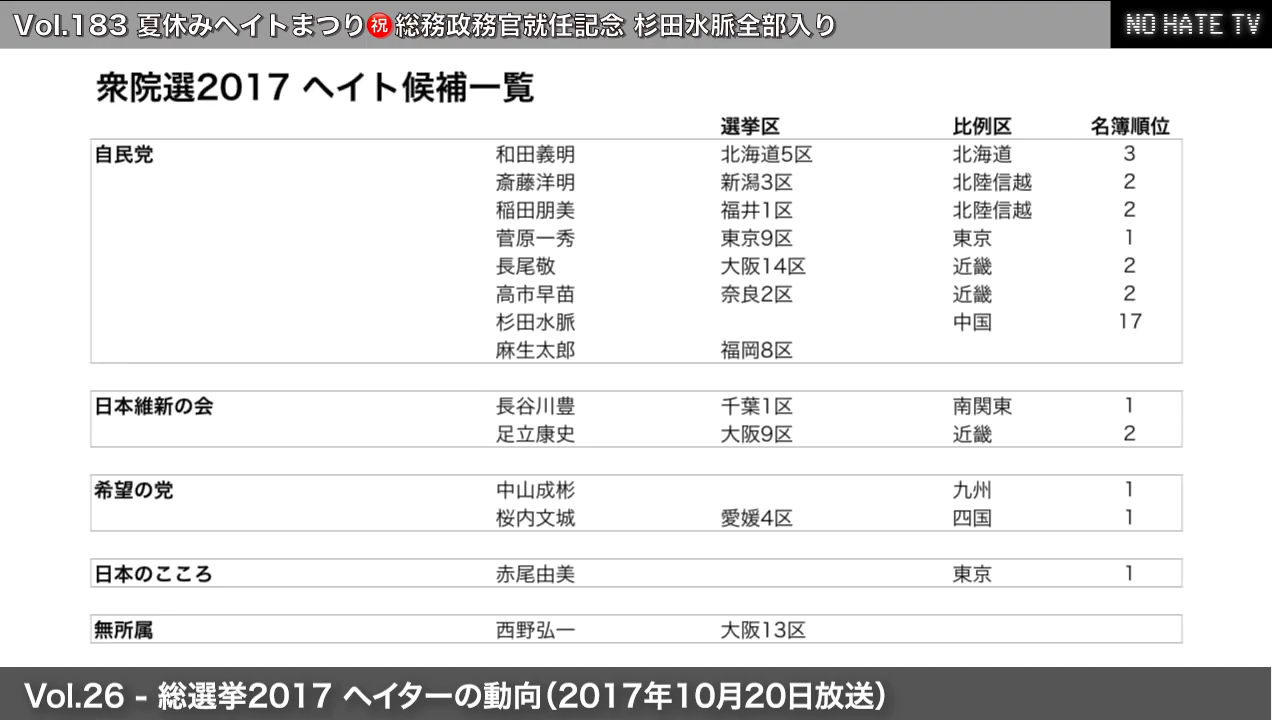 Vol.183 夏休みヘイトまつり㊗総務政務官就任記念 杉田水脈全部入り NO HATE TV
衆院選2017 ヘイト候補一覧
選挙区 比例区 名簿順位
自民党 和田義明 北海道5区 北海道 3
斎藤洋明 新潟3区 北陸信越 2
稲田朋美 福井1区 北陸信越 2
菅原一秀 東京9区 東京 1
長尾敬 大阪14区 近畿 2
高市早苗 奈良2区 近畿 2
杉田水脈 中国 17
麻生太郎 福岡8区
日本維新の会 長谷川豊 千葉1区 南関東 1
足立康史 大阪9区 近畿 2
希望の党 中山成彬 九州 1
桜内文城 愛媛4区 四国 1
日本のこころ 赤尾由美 東京 1
無所属 西野弘一 大阪13区
Vol.26 - 総選挙2017 ヘイターの動向(2017年10月20日放送)